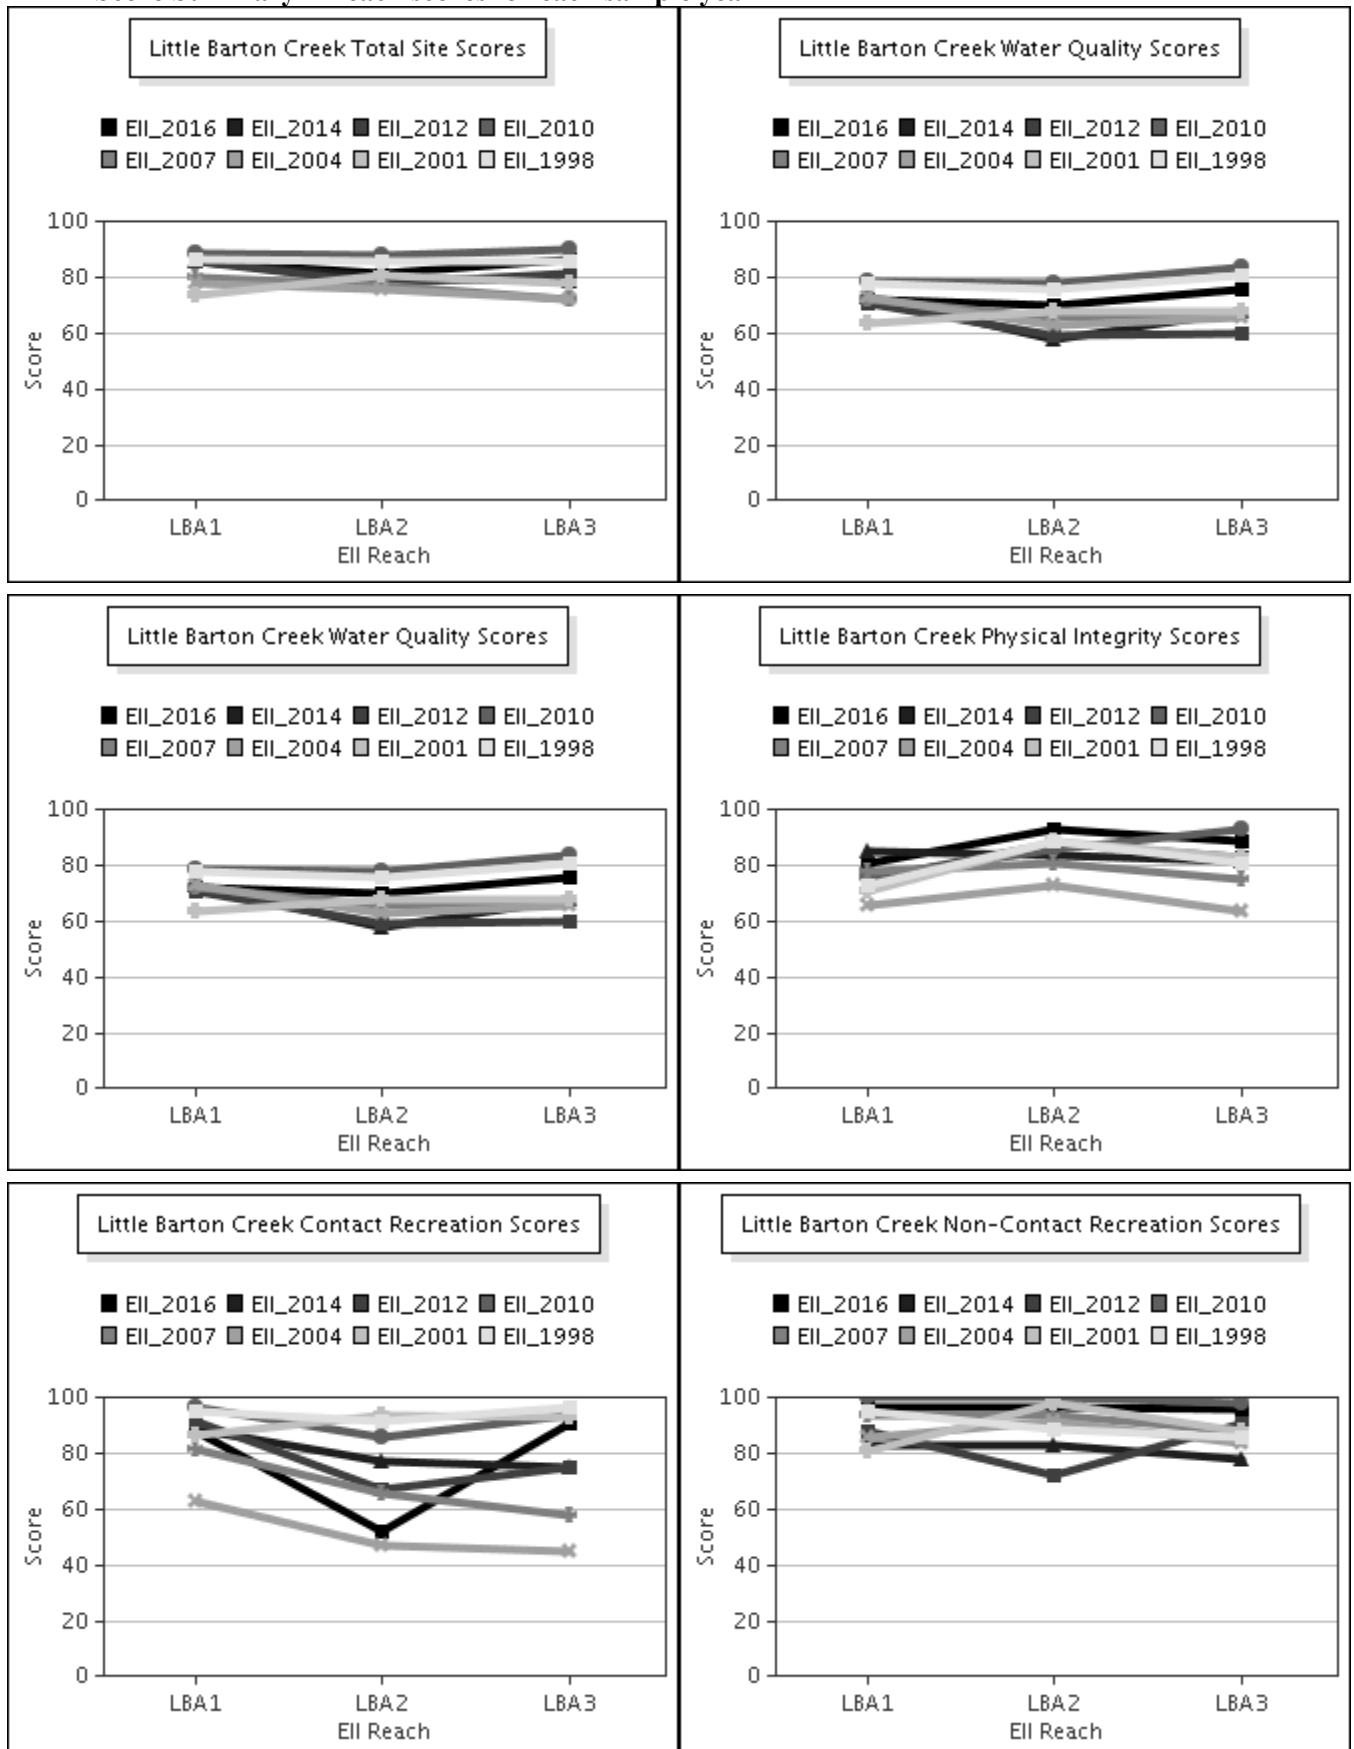 Little Barton Creek Total Site Scores
EII_2016 EII_2014 EII_2012 EII_2010
EII_2007 EII_2004 EII_2001 EII_1998
100
80
60
40
20
0
Score
LBA1 LBA2 LBA3
EII Reach
Little Barton Creek Water Quality Scores
EII_2016 EII_2014 EII_2012 EII_2010
EII_2007 EII_2004 EII_2001 EII_1998
100
80
60
40
20
0
Score
LBA1 LBA2 LBA3
EII Reach
Little Barton Creek Water Quality Scores
EII_2016 EII_2014 EII_2012 EII_2010
EII_2007 EII_2004 EII_2001 EII_1998
100
80
60
40
20
0
Score
LBA1 LBA2 LBA3
EII Reach
Little Barton Creek Physical Integrity Scores
EII_2016 EII_2014 EII_2012 EII_2010
EII_2007 EII_2004 EII_2001 EII_1998
100
80
60
40
20
0
Score
LBA1 LBA2 LBA3
EII Reach
Little Barton Creek Contact Recreation Scores
EII_2016 EII_2014 EII_2012 EII_2010
EII_2007 EII_2004 EII_2001 EII_1998
100
80
60
40
20
0
Score
LBA1 LBA2 LBA3
EII Reach
Little Barton Creek Non-Contact Recreation Scores
EII_2016 EII_2014 EII_2012 EII_2010
EII_2007 EII_2004 EII_2001 EII_1998
100
80
60
40
20
0
Score
LBA1 LBA2 LBA3
EII Reach